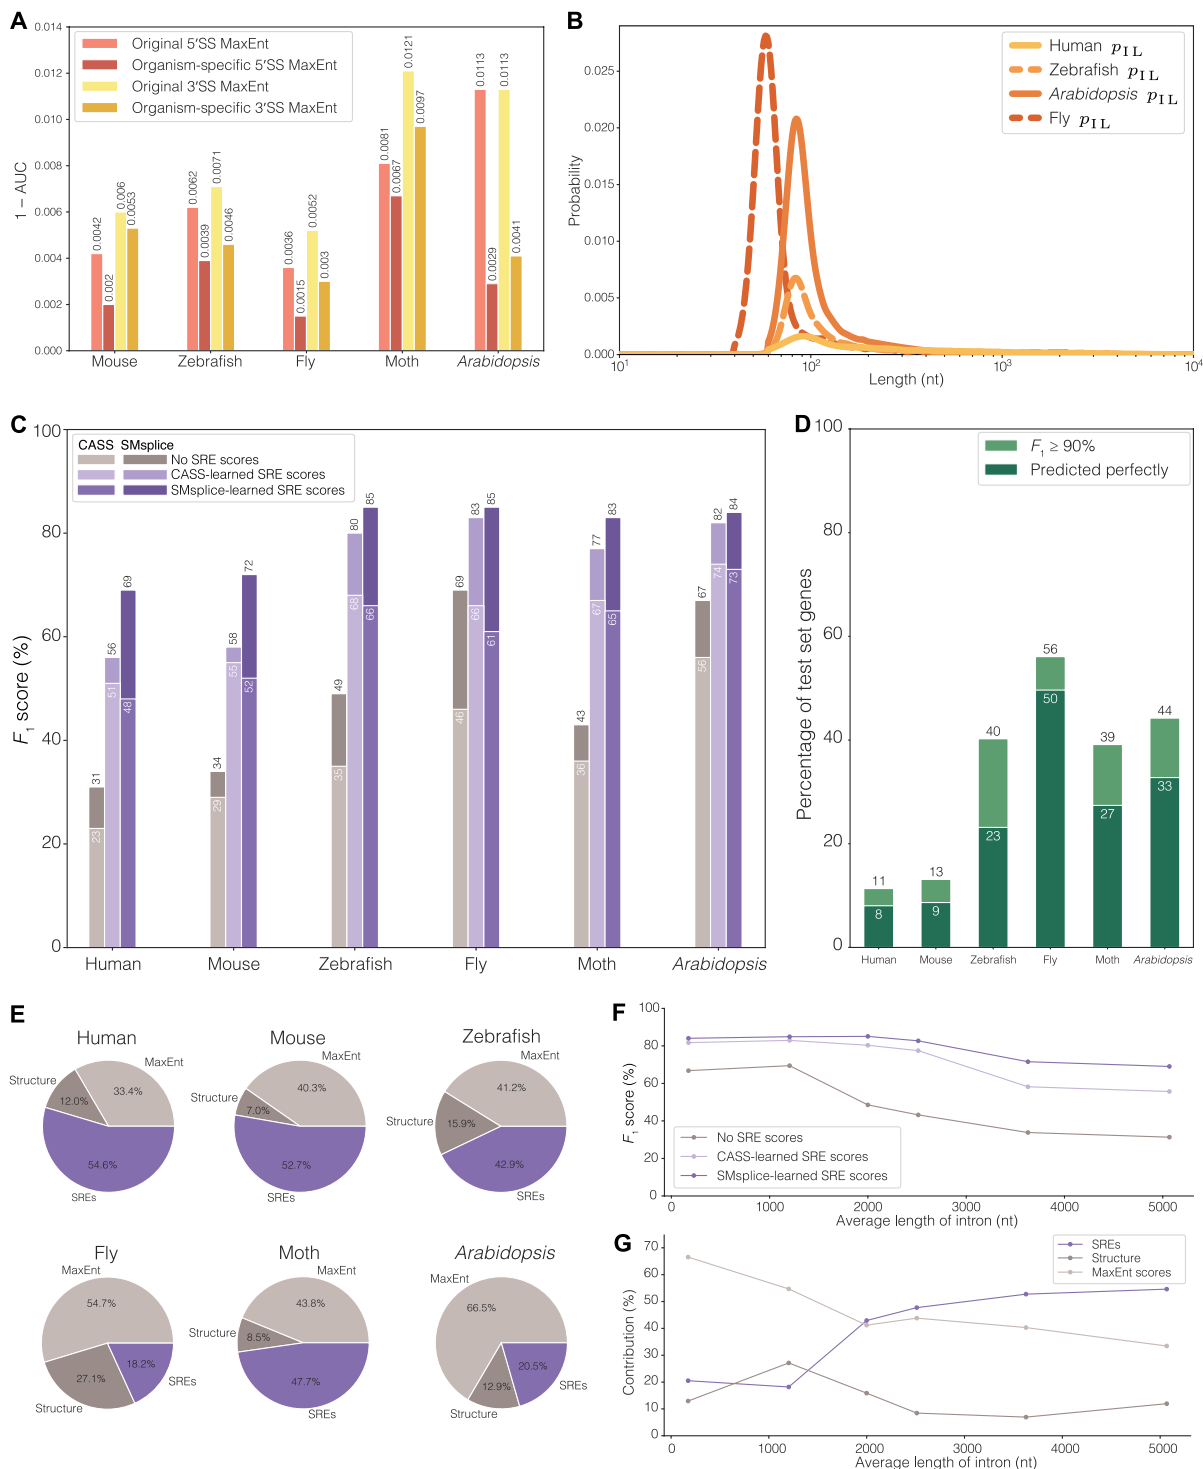 A
0.014
0.012
0.010
0.008
0.006
0.004
0.002
0.000
1 − AUC
Original 5′SS MaxEnt
Organism-specific 5′SS MaxEnt
Original 3′SS MaxEnt
Organism-specific 3′SS MaxEnt
0.0042
0.002
0.006
0.0053
0.0062
0.0039
0.0071
0.0046
0.0036
0.0015
0.0052
0.003
0.0081
0.0067
0.0121
0.0097
0.0113
0.0029
0.0113
0.0041
Mouse
Zebrafish
Fly
Moth
Arabidopsis
B
0.025
0.020
0.015
0.010
0.005
0.000
Probability
Human pIL
Zebrafish pIL
Arabidopsis pIL
Fly pIL
10^1
10^2
10^3
10^4
Length (nt)
C
100
80
60
40
20
0
F1 score (%)
CASS SMsplice
No SRE scores
CASS-learned SRE scores
SMsplice-learned SRE scores
31
23
56
51
69
48
34
29
58
55
72
52
49
35
80
68
85
66
69
46
83
66
85
61
43
36
77
67
83
65
67
56
82
74
84
73
Human
Mouse
Zebrafish
Fly
Moth
Arabidopsis
D
100
80
60
40
20
0
Percentage of test set genes
F1 ≥ 90%
Predicted perfectly
11
8
13
9
40
23
56
50
39
27
44
33
Human
Mouse
Zebrafish
Fly
Moth
Arabidopsis
E
Human
MaxEnt
33.4%
Structure
12.0%
54.6%
SREs
Mouse
MaxEnt
40.3%
Structure
7.0%
52.7%
SREs
Zebrafish
MaxEnt
41.2%
Structure
15.9%
42.9%
SREs
Fly
MaxEnt
54.7%
18.2%
27.1%
SREs
Structure
Moth
MaxEnt
43.8%
Structure
8.5%
47.7%
SREs
Arabidopsis
MaxEnt
66.5%
20.5%
12.9%
SREs
Structure
F
100
80
60
40
20
0
F1 score (%)
No SRE scores
CASS-learned SRE scores
SMsplice-learned SRE scores
0
1000
2000
3000
4000
5000
Average length of intron (nt)
G
70
60
50
40
30
20
10
0
Contribution (%)
SREs
Structure
MaxEnt scores
0
1000
2000
3000
4000
5000
Average length of intron (nt)